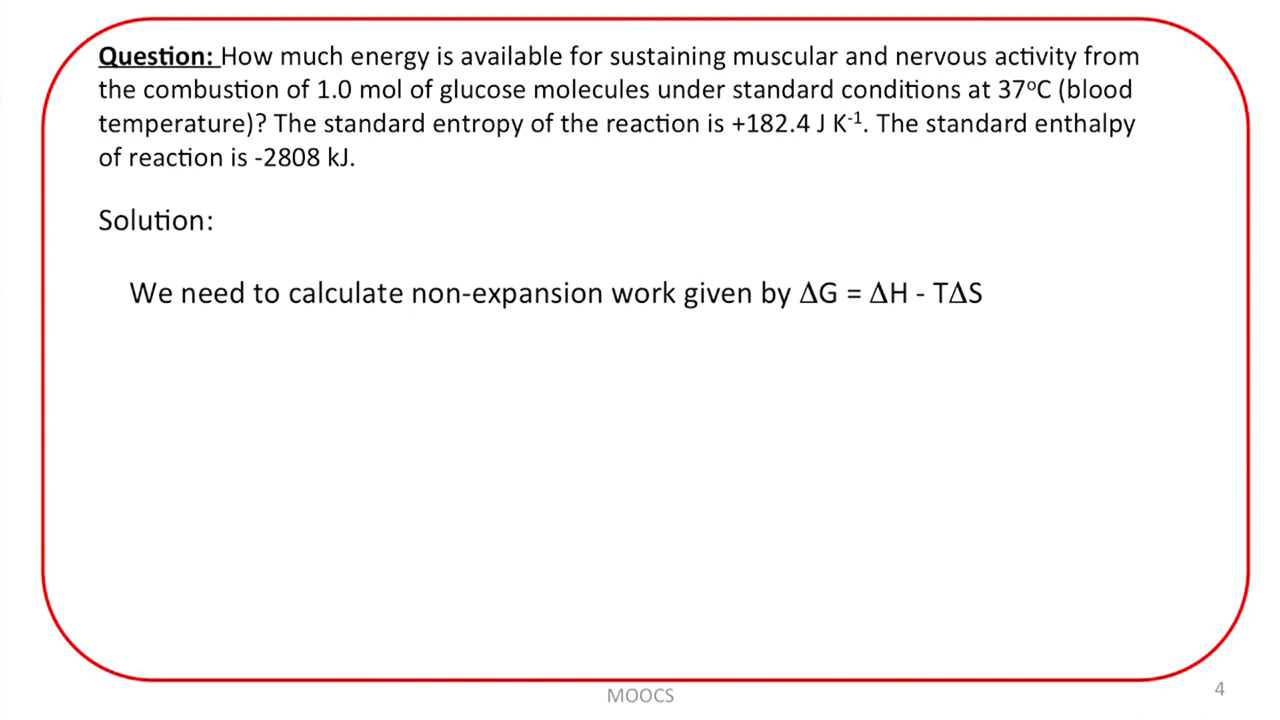 Question: How much energy is available for sustaining muscular and nervous activity from
the combustion of 1.0 mol of glucose molecules under standard conditions at 37ºC (blood
temperature)? The standard entropy of the reaction is +182.4 J K⁻¹. The standard enthalpy
of reaction is -2808 kJ.
Solution:
We need to calculate non-expansion work given by ΔG = ΔH - TΔS
MOOCS
4